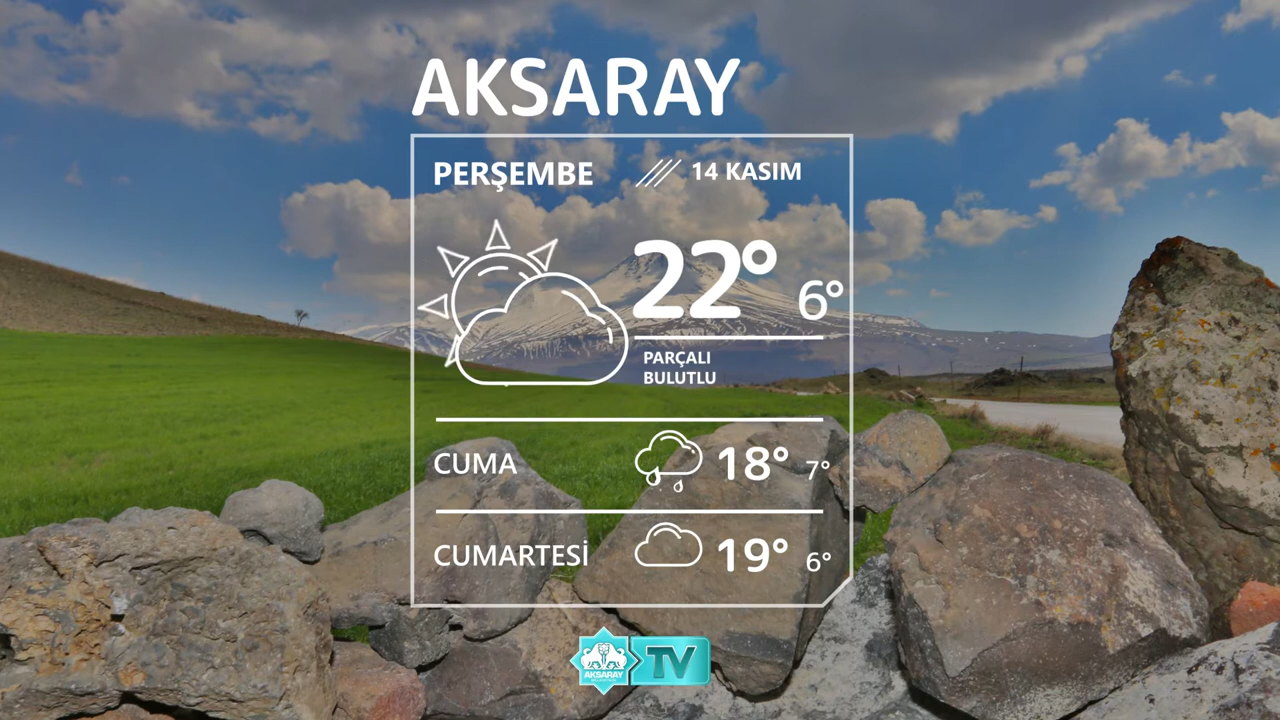 AKSARAY
PERŞEMBE 14 KASIM
22° 6°
PARÇALI
BULUTLU
CUMA 18° 7°
CUMARTESİ 19° 6°
AKSARAY
TV